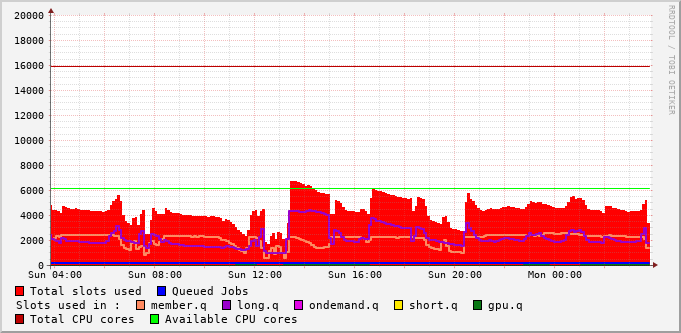 20000
18000
16000
14000
12000
10000
8000
6000
4000
2000
0
Sun 04:00 Sun 08:00 Sun 12:00 Sun 16:00 Sun 20:00 Mon 00:00
RRDTOOL / TOBI OETIKER
Total slots used Queued Jobs
Slots used in : member.q long.q ondemand.q short.q gpu.q
Total CPU cores Available CPU cores